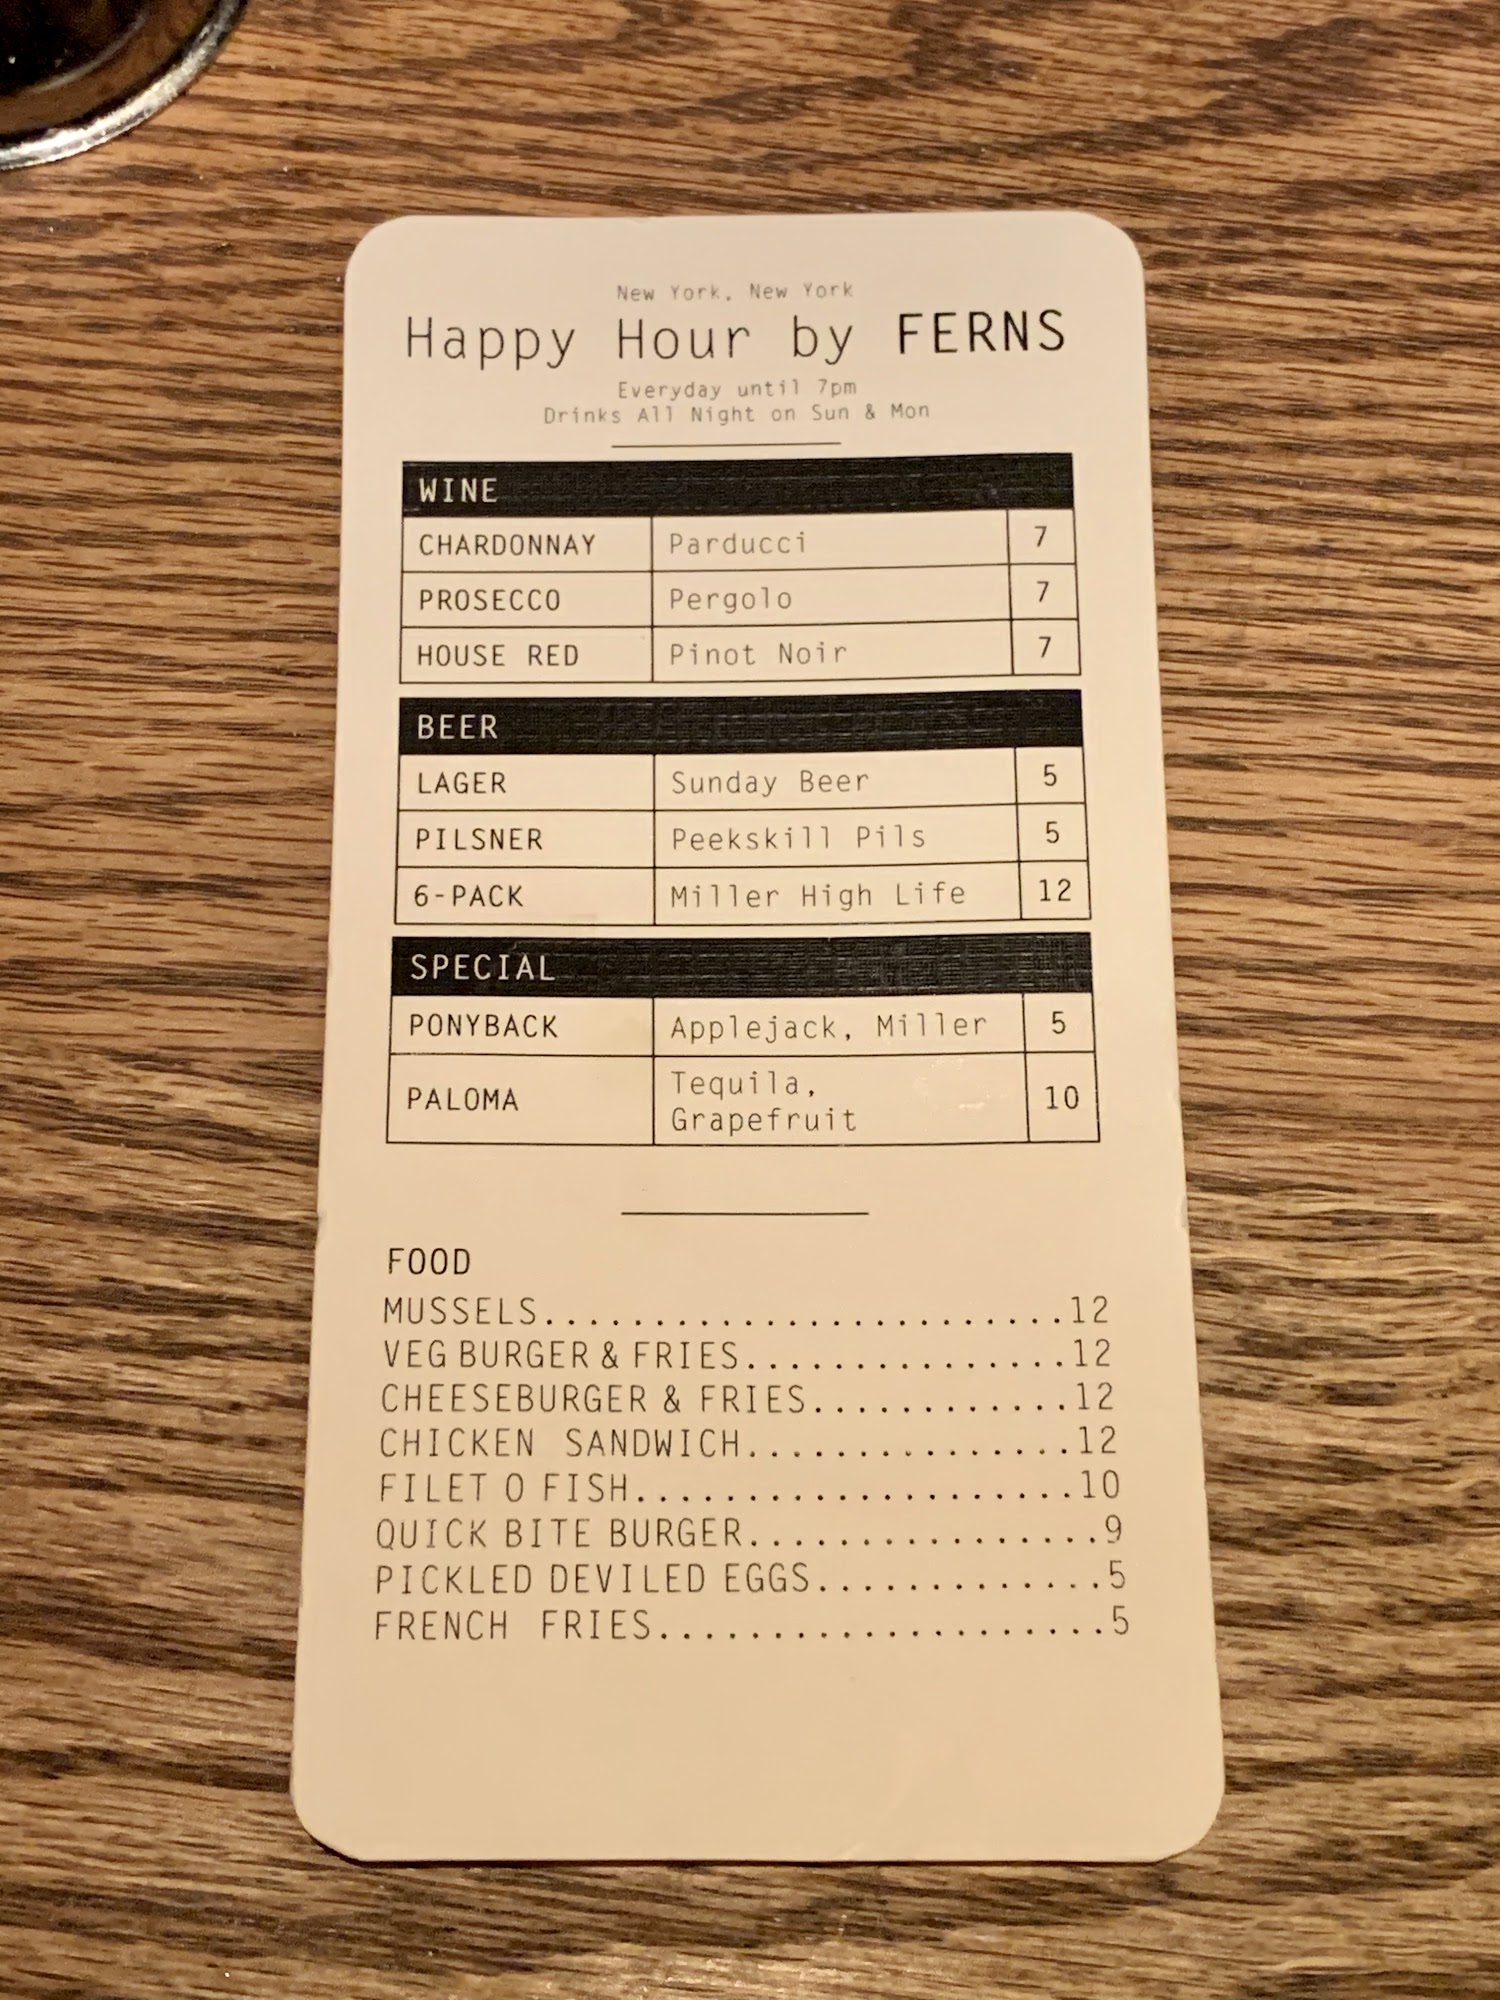 New York, New York
Happy Hour by FERNS
Everyday until 7pm
Drinks All Night on Sun & Mon
WINE
CHARDONNAY Parducci 7
PROSECCO Pergolo 7
HOUSE RED Pinot Noir 7
BEER
LAGER Sunday Beer 5
PILSNER Peekskill Pils 5
6-PACK Miller High Life 12
SPECIAL
PONYBACK Applejack, Miller 5
PALOMA Tequila, 10
Grapefruit
FOOD
MUSSELS........................12
VEG BURGER & FRIES...............12
CHEESEBURGER & FRIES............12
CHICKEN SANDWICH...............12
FILET O FISH....................10
QUICK BITE BURGER................9
PICKLED DEVILED EGGS.............5
FRENCH FRIES.....................5